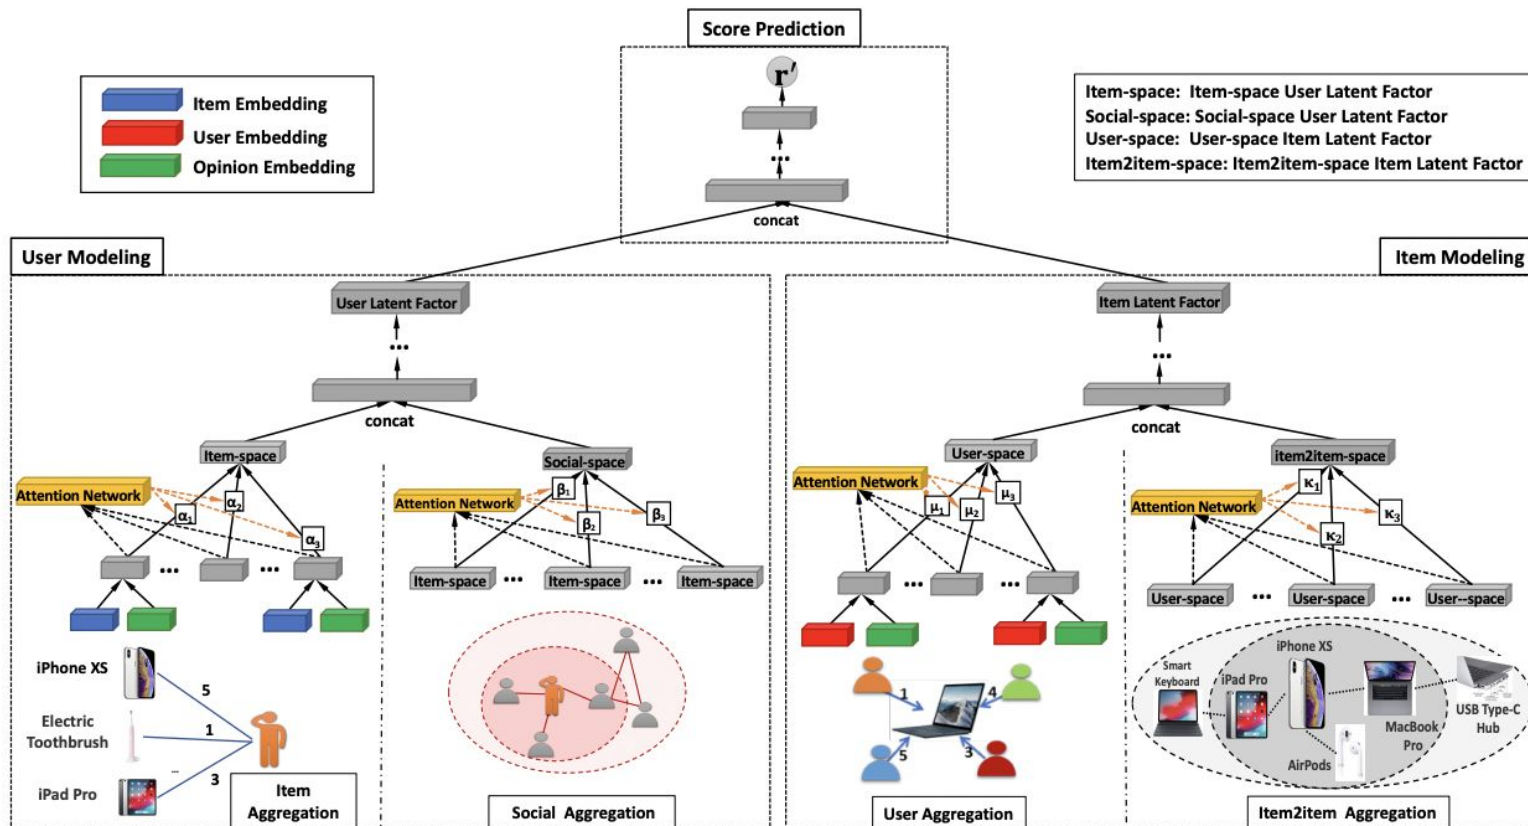 Score Prediction
r′
...
concat
Item Embedding
User Embedding
Opinion Embedding
Item-space: Item-space User Latent Factor
Social-space: Social-space User Latent Factor
User-space: User-space Item Latent Factor
Item2item-space: Item2item-space Item Latent Factor
User Modeling
User Latent Factor
...
concat
Item-space
Attention Network
α1
α2
α3
... ...
iPhone XS
5
Electric
Toothbrush
1
...
iPad Pro
3
Item
Aggregation
Social-space
Attention Network
β1
β2
β3
Item-space ... Item-space ... Item-space
Social Aggregation
Item Modeling
Item Latent Factor
...
concat
User-space
Attention Network
μ1
μ2
μ3
... ...
1
4
5
3
User Aggregation
item2item-space
Attention Network
κ1
κ2
κ3
User-space ... User-space ... User--space
iPhone XS
Smart
Keyboard
iPad Pro
USB Type-C
Hub
MacBook
Pro
AirPods
Item2item Aggregation